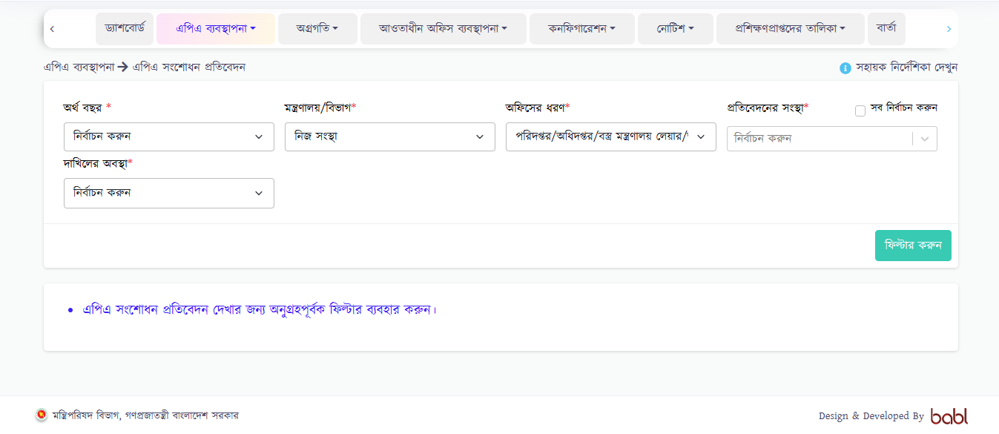 ড্যাশবোর্ড এপিএ ব্যবস্থাপনা অগ্রগতি আওতাধীন অফিস ব্যবস্থাপনা কনফিগারেশন নোটিশ প্রশিক্ষণপ্রাপ্তদের তালিকা বার্তা
এপিএ ব্যবস্থাপনা → এপিএ সংশোধন প্রতিবেদন সহায়ক নির্দেশিকা দেখুন
অর্থ বছর * মন্ত্রণালয়/বিভাগ* অফিসের ধরণ* প্রতিবেদনের সংস্থা* সব নির্বাচন করুন
নির্বাচন করুন নিজ সংস্থা পরিদপ্তর/অধিদপ্তর/বস্ত্র মন্ত্রণালয় লেয়ার/ নির্বাচন করুন
দাখিলের অবস্থা*
নির্বাচন করুন
ফিল্টার করুন
• এপিএ সংশোধন প্রতিবেদন দেখার জন্য অনুগ্রহপূর্বক ফিল্টার ব্যবহার করুন।
মন্ত্রিপরিষদ বিভাগ, গণপ্রজাতন্ত্রী বাংলাদেশ সরকার Design & Developed By babl